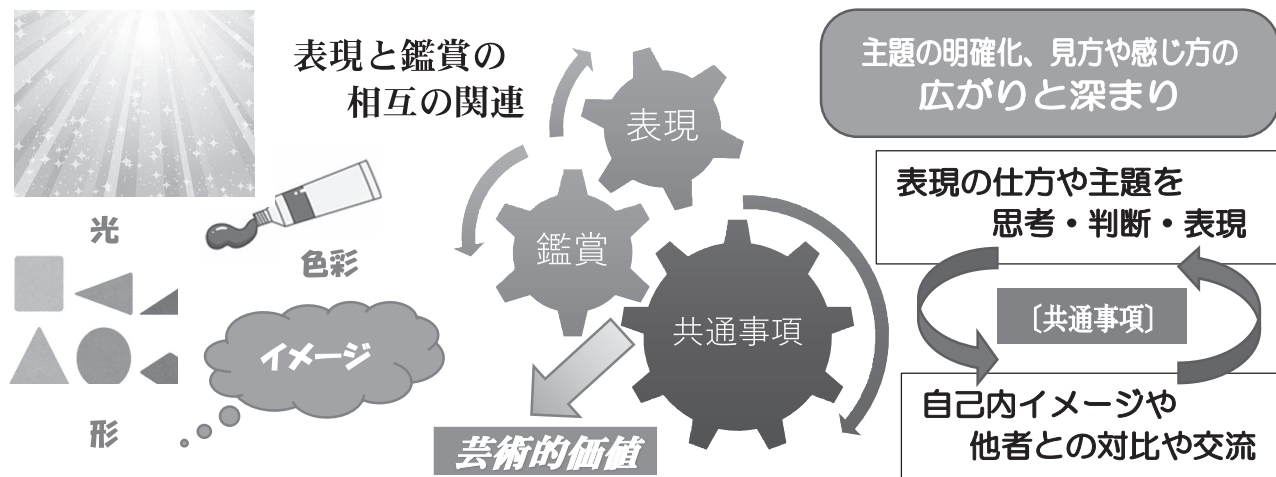 表現と鑑賞の
相互の関連
光
色彩
形
イメージ
表現
鑑賞
共通事項
芸術的価値
主題の明確化、見方や感じ方の
広がりと深まり
表現の仕方や主題を
思考・判断・表現
〔共通事項〕
自己内イメージや
他者との対比や交流